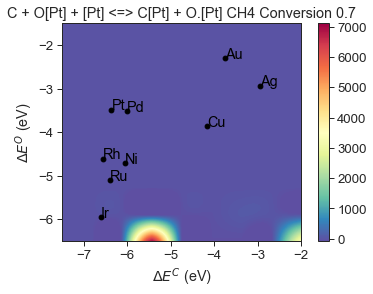 C + O[Pt] + [Pt] <=> C[Pt] + O.[Pt] CH4 Conversion 0.7
7000
6000
5000
4000
3000
2000
1000
0
−2
−3
−4
−5
−6
ΔE^O (eV)
Au
Ag
Pt
Pd
Cu
Rh
Ni
Ru
Ir
−7
−6
−5
−4
−3
−2
ΔE^C (eV)